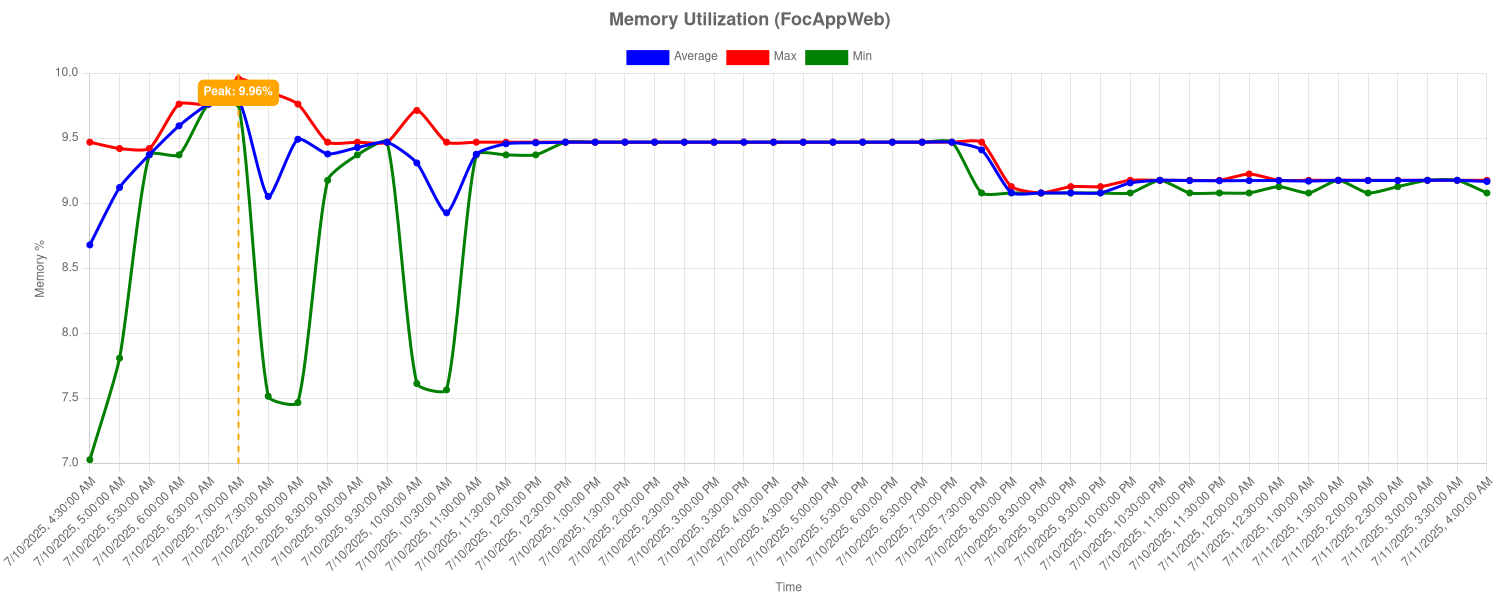 Memory Utilization (FocAppWeb)
Average Max Min
Peak: 9.96%
10.0
9.5
9.0
8.5
8.0
7.5
7.0
Memory %
7/10/2025, 4:30:00 AM
7/10/2025, 5:00:00 AM
7/10/2025, 5:30:00 AM
7/10/2025, 6:00:00 AM
7/10/2025, 6:30:00 AM
7/10/2025, 7:00:00 AM
7/10/2025, 7:30:00 AM
7/10/2025, 8:00:00 AM
7/10/2025, 8:30:00 AM
7/10/2025, 9:00:00 AM
7/10/2025, 9:30:00 AM
7/10/2025, 10:00:00 AM
7/10/2025, 10:30:00 AM
7/10/2025, 11:00:00 AM
7/10/2025, 11:30:00 AM
7/10/2025, 12:00:00 PM
7/10/2025, 12:30:00 PM
7/10/2025, 1:00:00 PM
7/10/2025, 1:30:00 PM
7/10/2025, 2:00:00 PM
7/10/2025, 2:30:00 PM
7/10/2025, 3:00:00 PM
7/10/2025, 3:30:00 PM
7/10/2025, 4:00:00 PM
7/10/2025, 4:30:00 PM
7/10/2025, 5:00:00 PM
7/10/2025, 5:30:00 PM
7/10/2025, 6:00:00 PM
7/10/2025, 6:30:00 PM
7/10/2025, 7:00:00 PM
7/10/2025, 7:30:00 PM
7/10/2025, 8:00:00 PM
7/10/2025, 8:30:00 PM
7/10/2025, 9:00:00 PM
7/10/2025, 9:30:00 PM
7/10/2025, 10:00:00 PM
7/10/2025, 10:30:00 PM
7/10/2025, 11:00:00 PM
7/10/2025, 11:30:00 PM
7/11/2025, 12:00:00 AM
7/11/2025, 12:30:00 AM
7/11/2025, 1:00:00 AM
7/11/2025, 1:30:00 AM
7/11/2025, 2:00:00 AM
7/11/2025, 2:30:00 AM
7/11/2025, 3:00:00 AM
7/11/2025, 3:30:00 AM
7/11/2025, 4:00:00 AM
Time